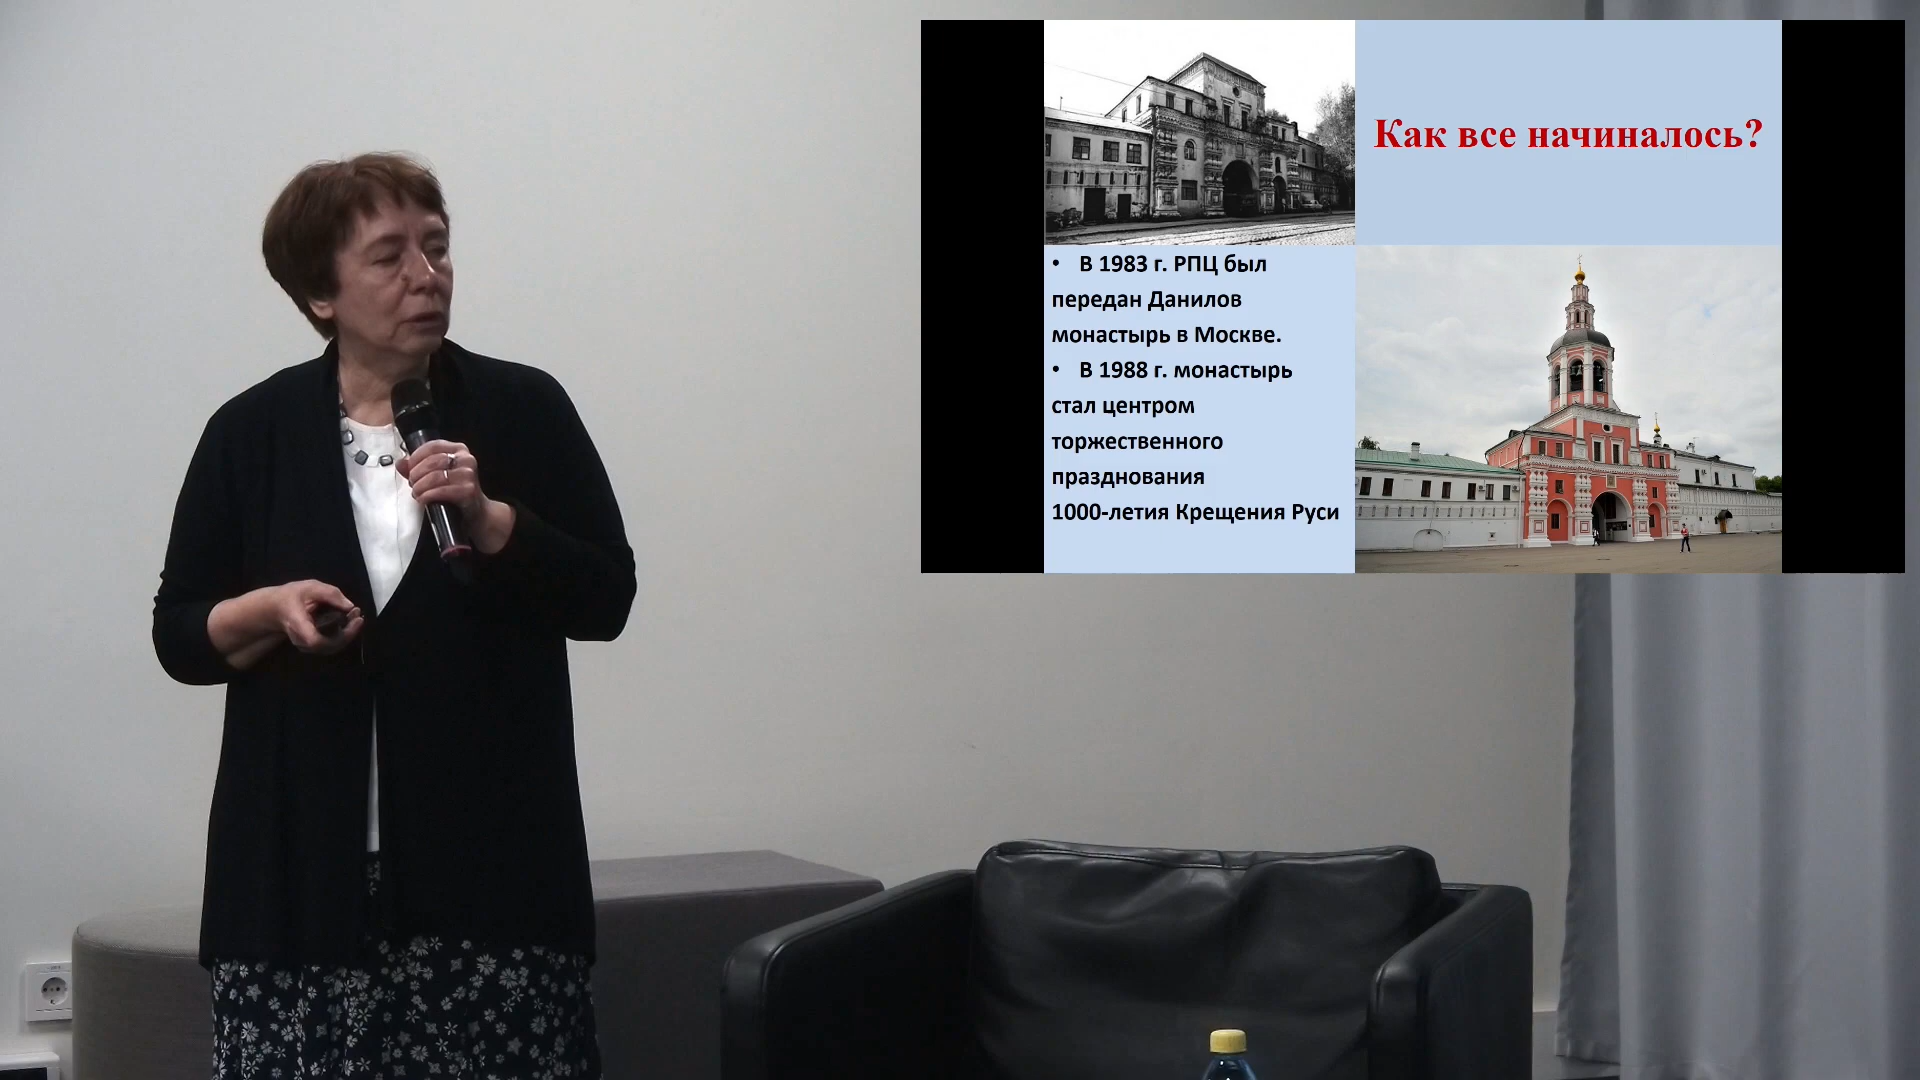 Как все начиналось?
• В 1983 г. РПЦ был
передан Данилов
монастырь в Москве.
• В 1988 г. монастырь
стал центром
торжественного
празднования
1000-летия Крещения Руси